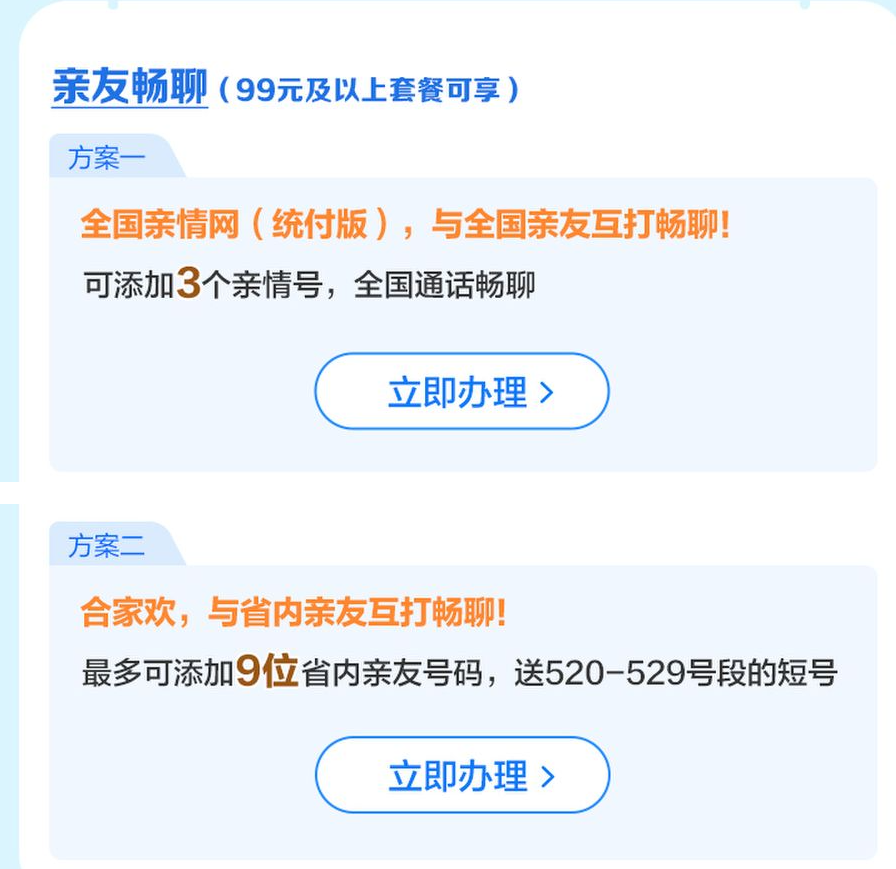 亲友畅聊（99元及以上套餐可享）
方案一
全国亲情网（统付版），与全国亲友互打畅聊！
可添加3个亲情号，全国通话畅聊
立即办理 >
方案二
合家欢，与省内亲友互打畅聊！
最多可添加9位省内亲友号码，送520-529号段的短号
立即办理 >